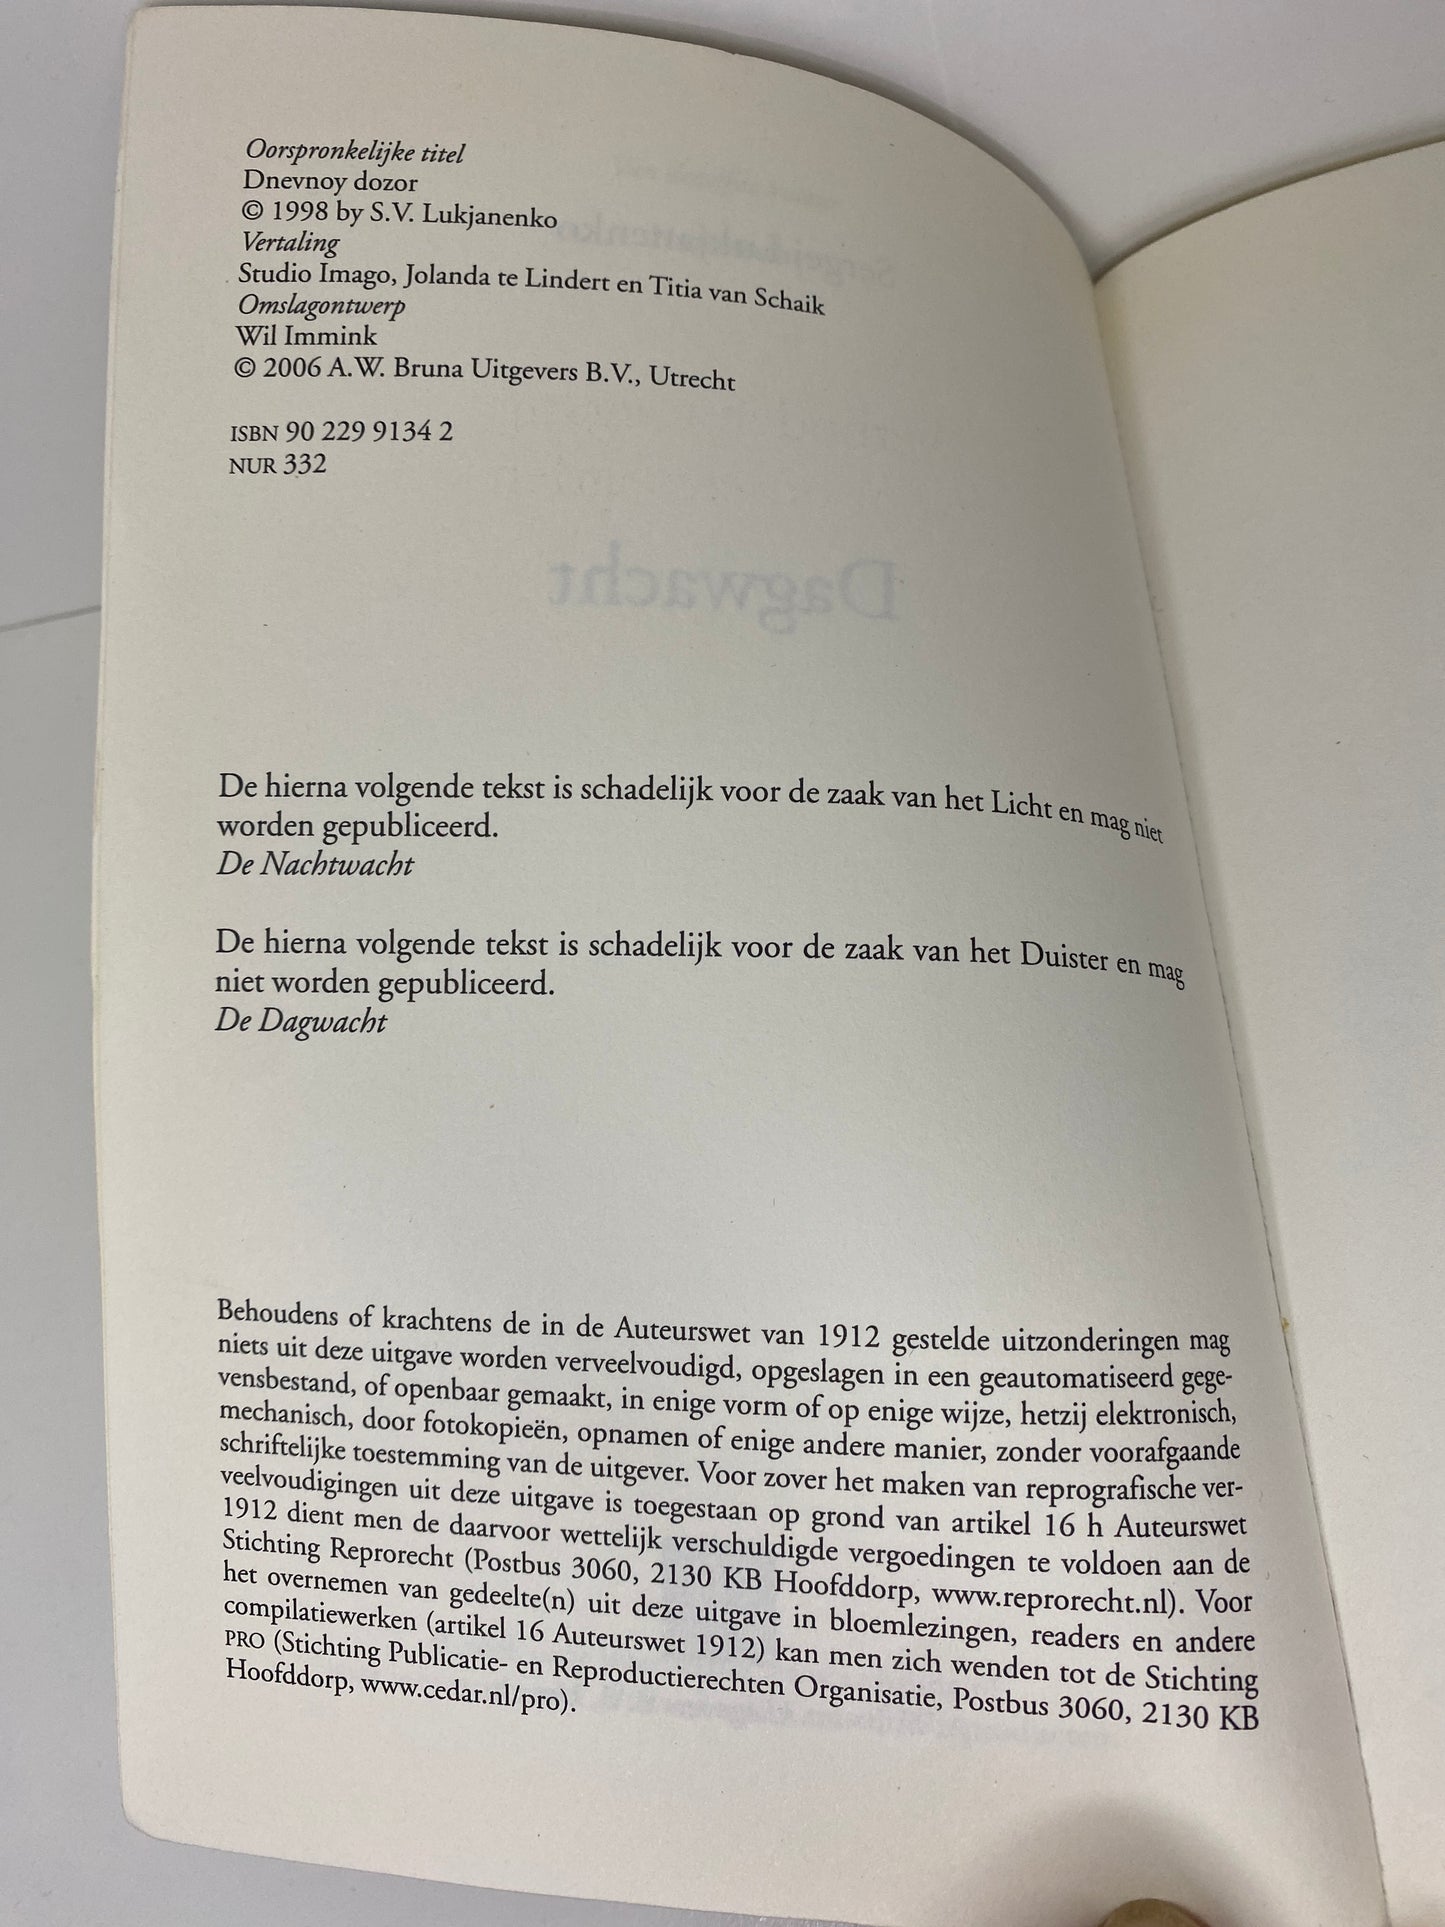 Oorspronkelijke titel
Dnevnoy dozor
© 1998 by S.V. Lukjanenko
Vertaling
Studio Imago, Jolanda te Lindert en Titia van Schaik
Omslagontwerp
Wil Immink
© 2006 A.W. Bruna Uitgevers B.V., Utrecht
ISBN 90 229 9134 2
NUR 332
Dagwacht
De hierna volgende tekst is schadelijk voor de zaak van het Licht en mag niet
worden gepubliceerd.
De Nachtwacht
De hierna volgende tekst is schadelijk voor de zaak van het Duister en mag
niet worden gepubliceerd.
De Dagwacht
Behoudens of krachtens de in de Auteurswet van 1912 gestelde uitzonderingen mag
niets uit deze uitgave worden verveelvoudigd, opgeslagen in een geautomatiseerd gege-
vensbestand, of openbaar gemaakt, in enige vorm of op enige wijze, hetzij elektronisch,
mechanisch, door fotokopieën, opnamen of enige andere manier, zonder voorafgaande
schriftelijke toestemming van de uitgever. Voor zover het maken van reprografische ver-
veelvoudigingen uit deze uitgave is toegestaan op grond van artikel 16 h Auteurswet
1912 dient men de daarvoor wettelijk verschuldigde vergoedingen te voldoen aan de
Stichting Reprorecht (Postbus 3060, 2130 KB Hoofddorp, www.reprorecht.nl). Voor
het overnemen van gedeelte(n) uit deze uitgave in bloemlezingen, readers en andere
compilatiewerken (artikel 16 Auteurswet 1912) kan men zich wenden tot de Stichting
PRO (Stichting Publicatie- en Reproductierechten Organisatie, Postbus 3060, 2130 KB
Hoofddorp, www.cedar.nl/pro).